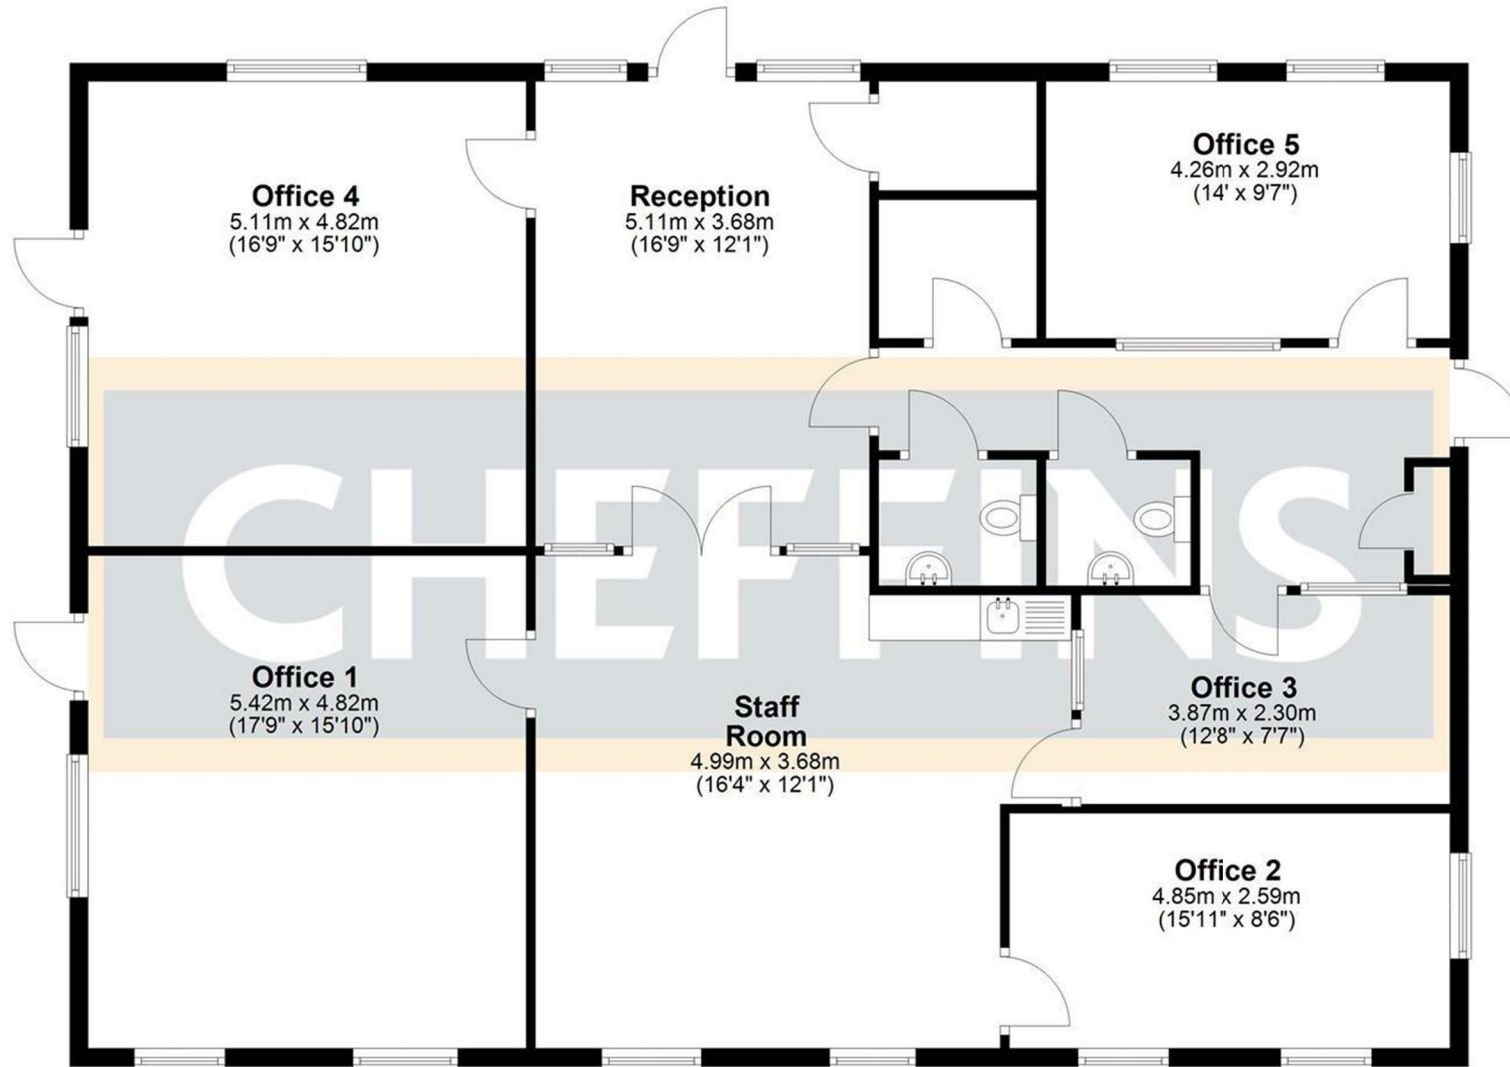 Office 4
5.11m x 4.82m
(16'9" x 15'10")
Reception
5.11m x 3.68m
(16'9" x 12'1")
Office 5
4.26m x 2.92m
(14' x 9'7")
CHEFFINS
Office 1
5.42m x 4.82m
(17'9" x 15'10")
Staff
Room
4.99m x 3.68m
(16'4" x 12'1")
Office 3
3.87m x 2.30m
(12'8" x 7'7")
Office 2
4.85m x 2.59m
(15'11" x 8'6")